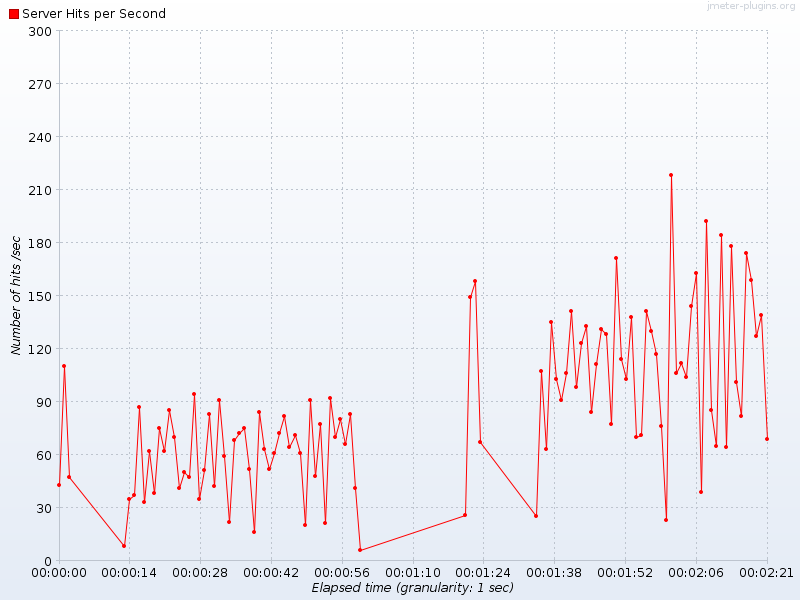 jmeter-plugins.org
Server Hits per Second
300
270
240
210
180
150
120
90
60
30
0
Number of hits /sec
00:00:00 00:00:14 00:00:28 00:00:42 00:00:56 00:01:10 00:01:24 00:01:38 00:01:52 00:02:06 00:02:21
Elapsed time (granularity: 1 sec)